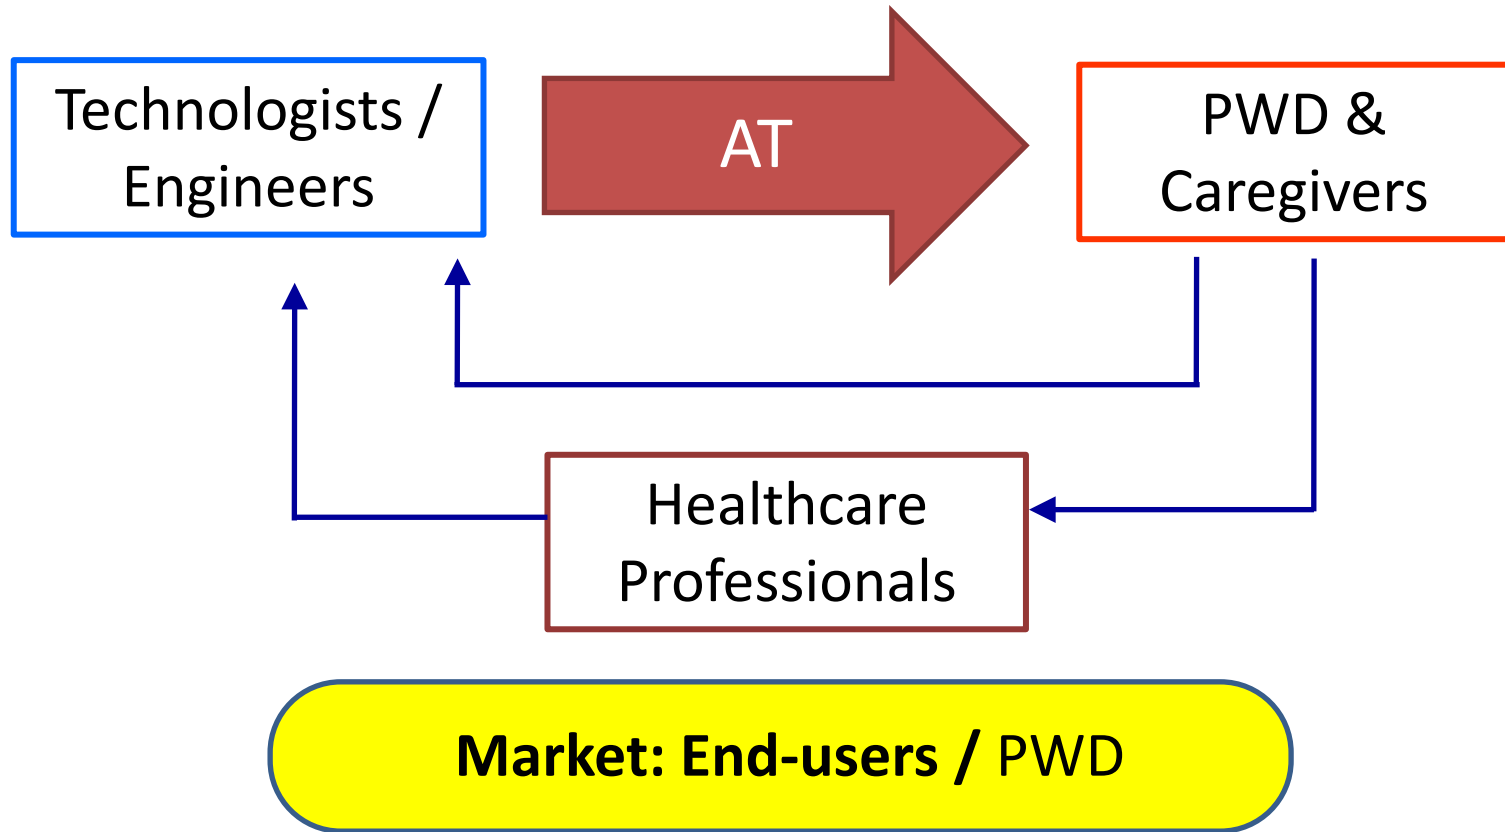 Technologists /
Engineers
AT
PWD &
Caregivers
Healthcare
Professionals
Market: End-users / PWD